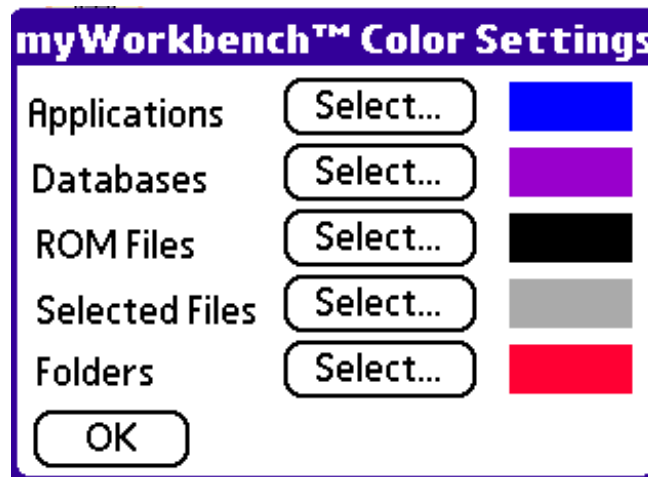 myWorkbench™ Color Settings
Applications Select...
Databases Select...
ROM Files Select...
Selected Files Select...
Folders Select...
OK